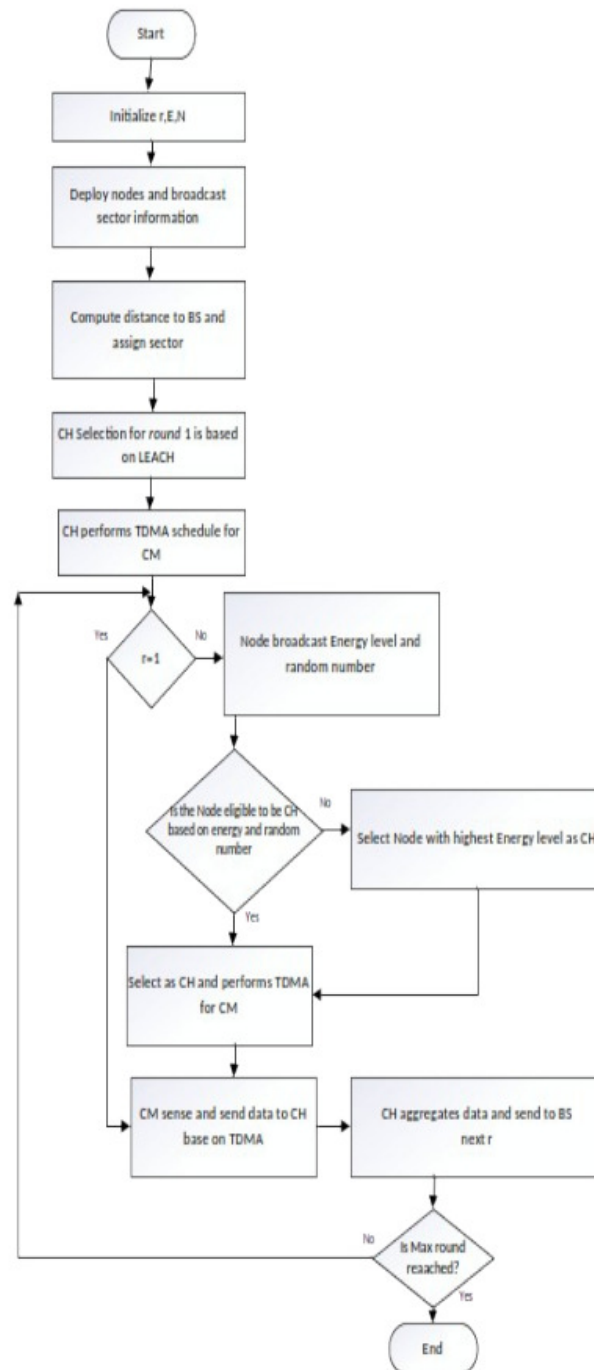 Start
Initialize r,E,N
Deploy nodes and broadcast
sector information
Compute distance to BS and
assign sector
CH Selection for round 1 is based
on LEACH
CH performs TDMA schedule for
CM
Yes
No
r=1
Node broadcast Energy level and
random number
Is the Node eligible to be CH
based on energy and random
number
No
Select Node with highest Energy level as CH
Yes
Select as CH and performs TDMA
for CM
CM sense and send data to CH
base on TDMA
CH aggregates data and send to BS
next r
No
Is Max round
reaached?
Yes
End